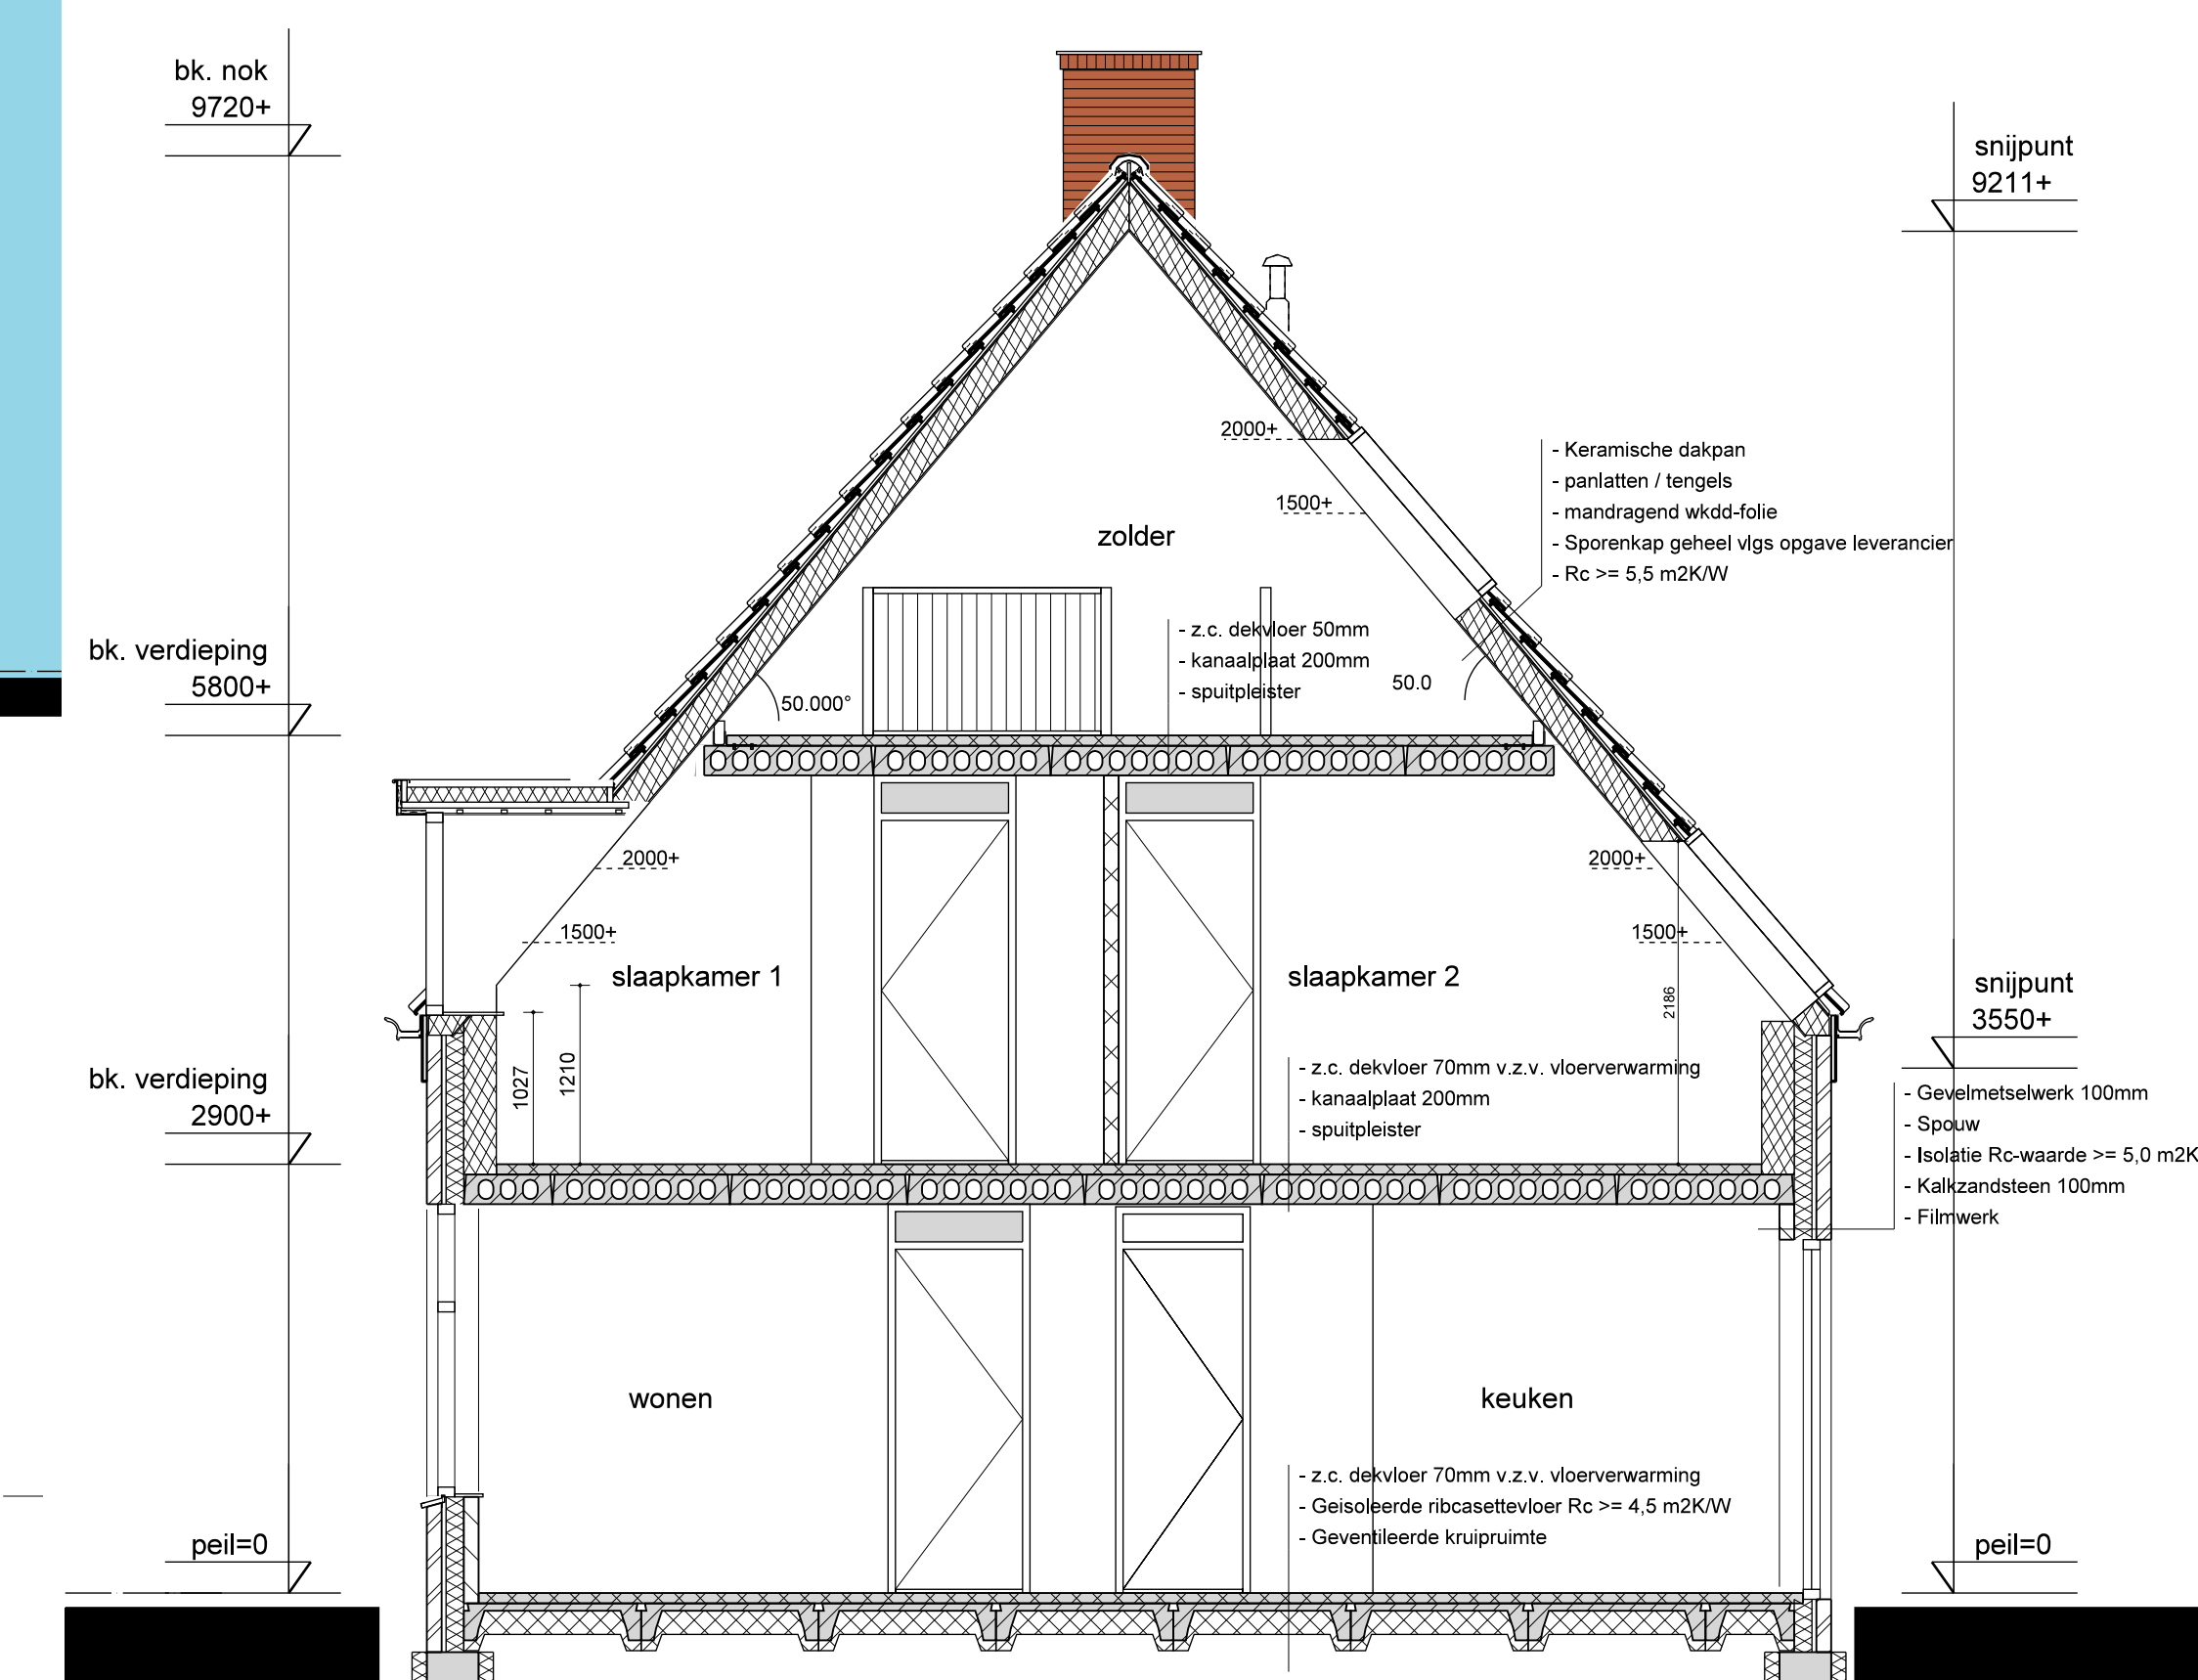 bk. nok
9720+
snijpunt
9211+
2000+
1500+
zolder
- Keramische dakpan
- panlatten / tengels
- mandragend wkdd-folie
- Sporenkap geheel vlgs opgave leverancier
- Rc >= 5,5 m2K/W
- z.c. dekvloer 50mm
- kanaalplaat 200mm
- spuitpleister
50.000°
50.0
bk. verdieping
5800+
2000+
2000+
1500+
1500+
slaapkamer 1
slaapkamer 2
2186
1027
1210
snijpunt
3550+
bk. verdieping
2900+
- z.c. dekvloer 70mm v.z.v. vloerverwarming
- kanaalplaat 200mm
- spuitpleister
- Gevelmetselwerk 100mm
- Spouw
- Isolatie Rc-waarde >= 5,0 m2K
- Kalkzandsteen 100mm
- Filmwerk
wonen
keuken
- z.c. dekvloer 70mm v.z.v. vloerverwarming
- Geisoleerde ribcasettevloer Rc >= 4,5 m2K/W
- Geventileerde kruipruimte
peil=0
peil=0